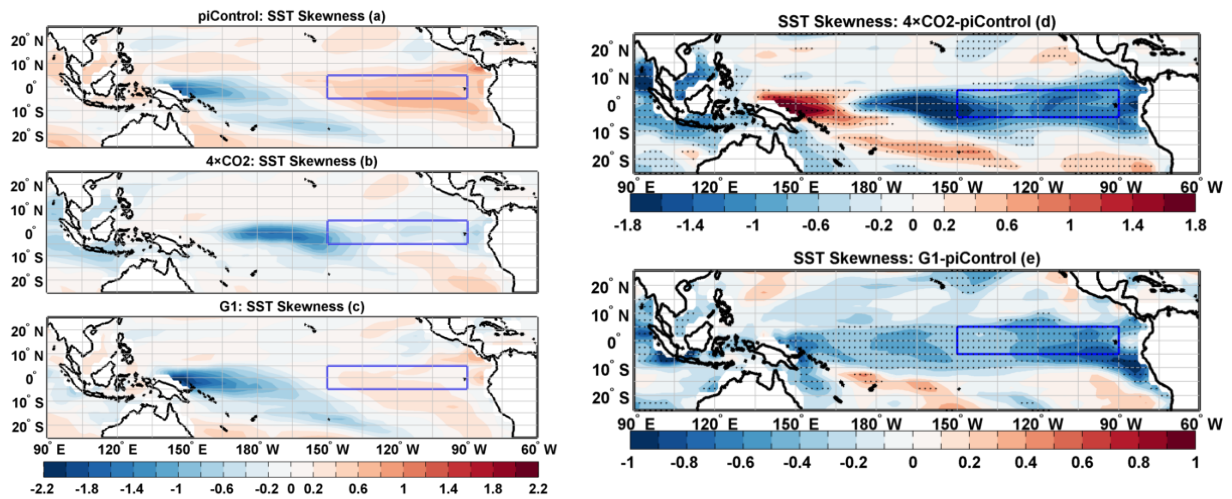 piControl: SST Skewness (a)
20° N
10° N
0°
10° S
20° S
4×CO2: SST Skewness (b)
20° N
10° N
0°
10° S
20° S
G1: SST Skewness (c)
20° N
10° N
0°
10° S
20° S
90° E 120° E 150° E 180° W 150° W 120° W 90° W 60° W
-2.2 -1.8 -1.4 -1 -0.6 -0.2 0 0.2 0.6 1 1.4 1.8 2.2
SST Skewness: 4×CO2-piControl (d)
20° N
10° N
0°
10° S
20° S
90° E 120° E 150° E 180° W 150° W 120° W 90° W 60° W
-1.8 -1.4 -1 -0.6 -0.2 0.2 0.6 1 1.4 1.8
SST Skewness: G1-piControl (e)
20° N
10° N
0°
10° S
20° S
90° E 120° E 150° E 180° W 150° W 120° W 90° W 60° W
-1 -0.8 -0.6 -0.4 -0.2 0 0.2 0.4 0.6 0.8 1